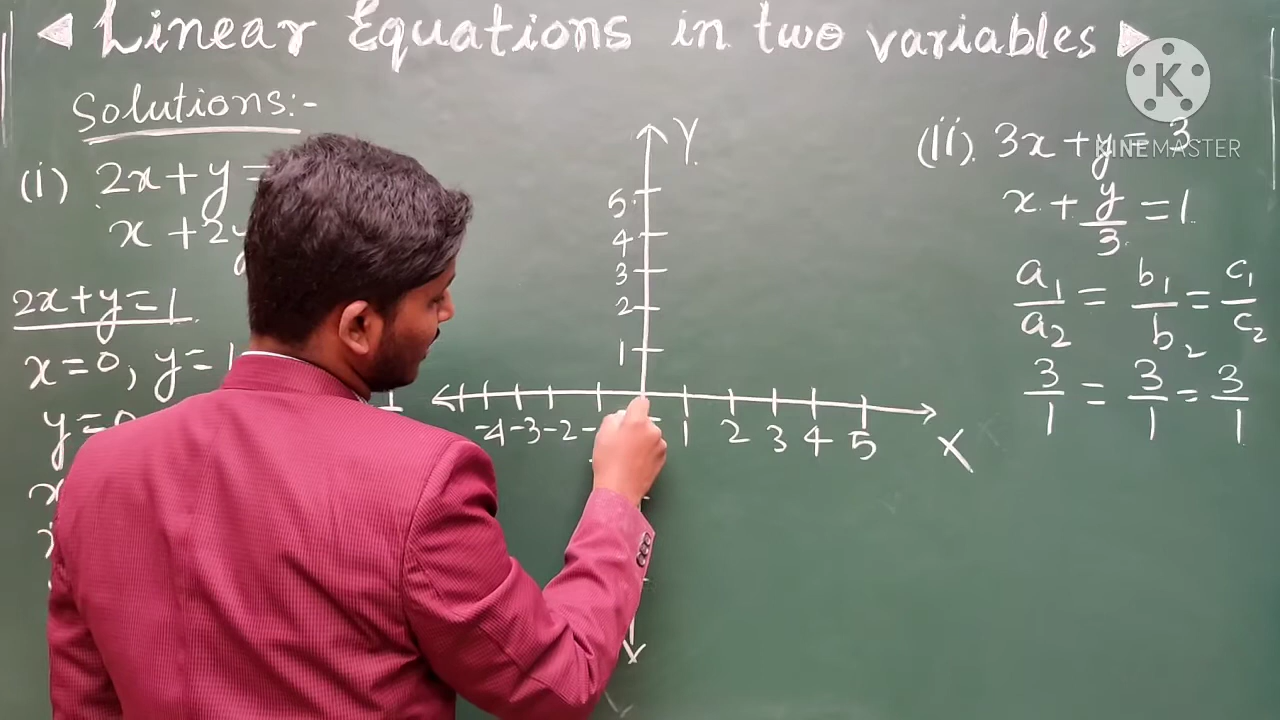 Linear Equations in two variables
Solutions:-
(i) 2x + y =
x + 2y
2x + y = 1
x = 0, y = 1
y = 0
x
x
Y
5
4
3
2
1
-4 -3 -2 - 1 2 3 4 5
X
(ii) 3x + y = 3
x + y/3 = 1
a₁/a₂ = b₁/b₂ = c₁/c₂
3/1 = 3/1 = 3/1
K
KINEMASTER